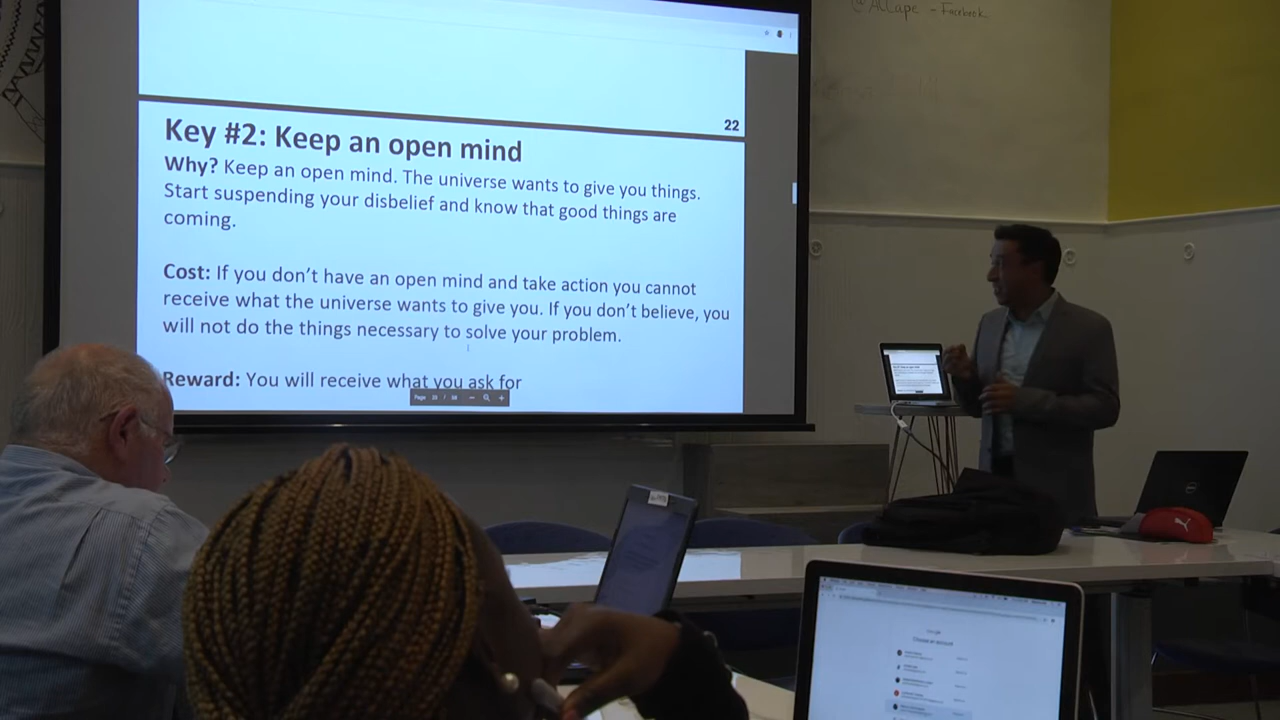 @ACCape - Facebook
22
Key #2: Keep an open mind
Why? Keep an open mind. The universe wants to give you things.
Start suspending your disbelief and know that good things are
coming.
Cost: If you don't have an open mind and take action you cannot
receive what the universe wants to give you. If you don't believe, you
will not do the things necessary to solve your problem.
Reward: You will receive what you ask for
Page
Choose an account